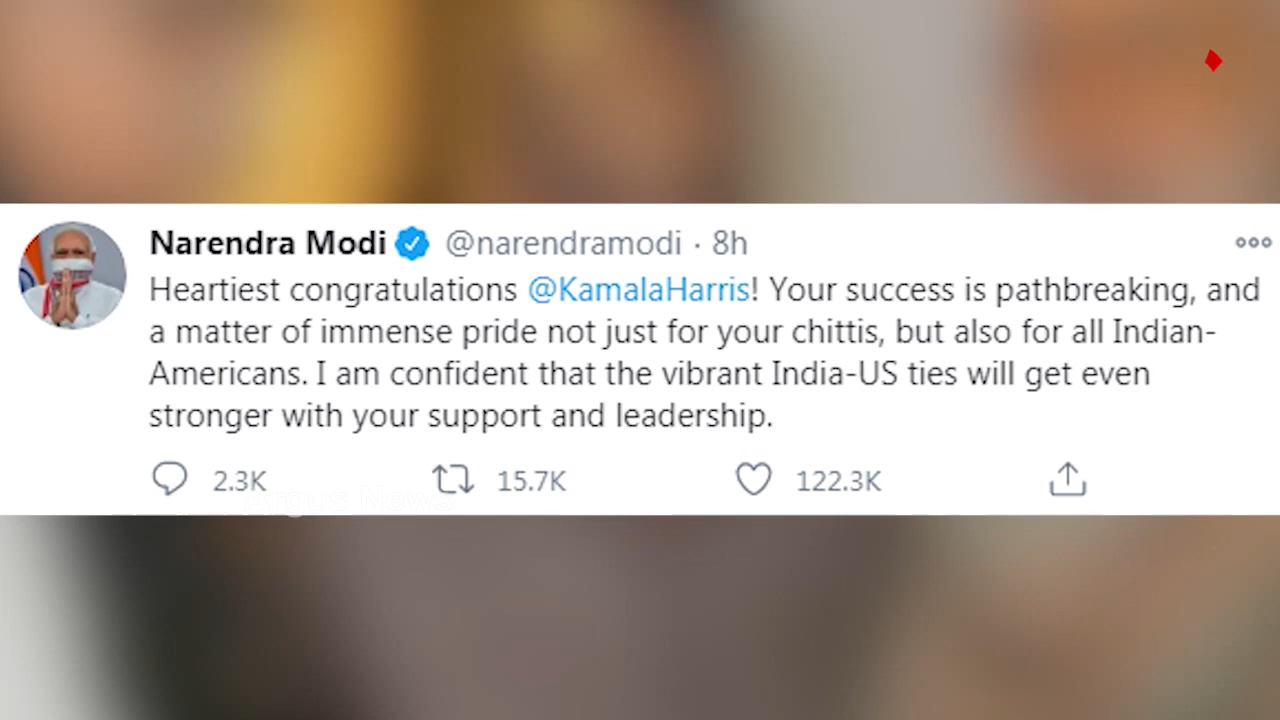 Narendra Modi @narendramodi · 8h
Heartiest congratulations @KamalaHarris! Your success is pathbreaking, and
a matter of immense pride not just for your chittis, but also for all Indian-
Americans. I am confident that the vibrant India-US ties will get even
stronger with your support and leadership.
2.3K 15.7K 122.3K
Argus News